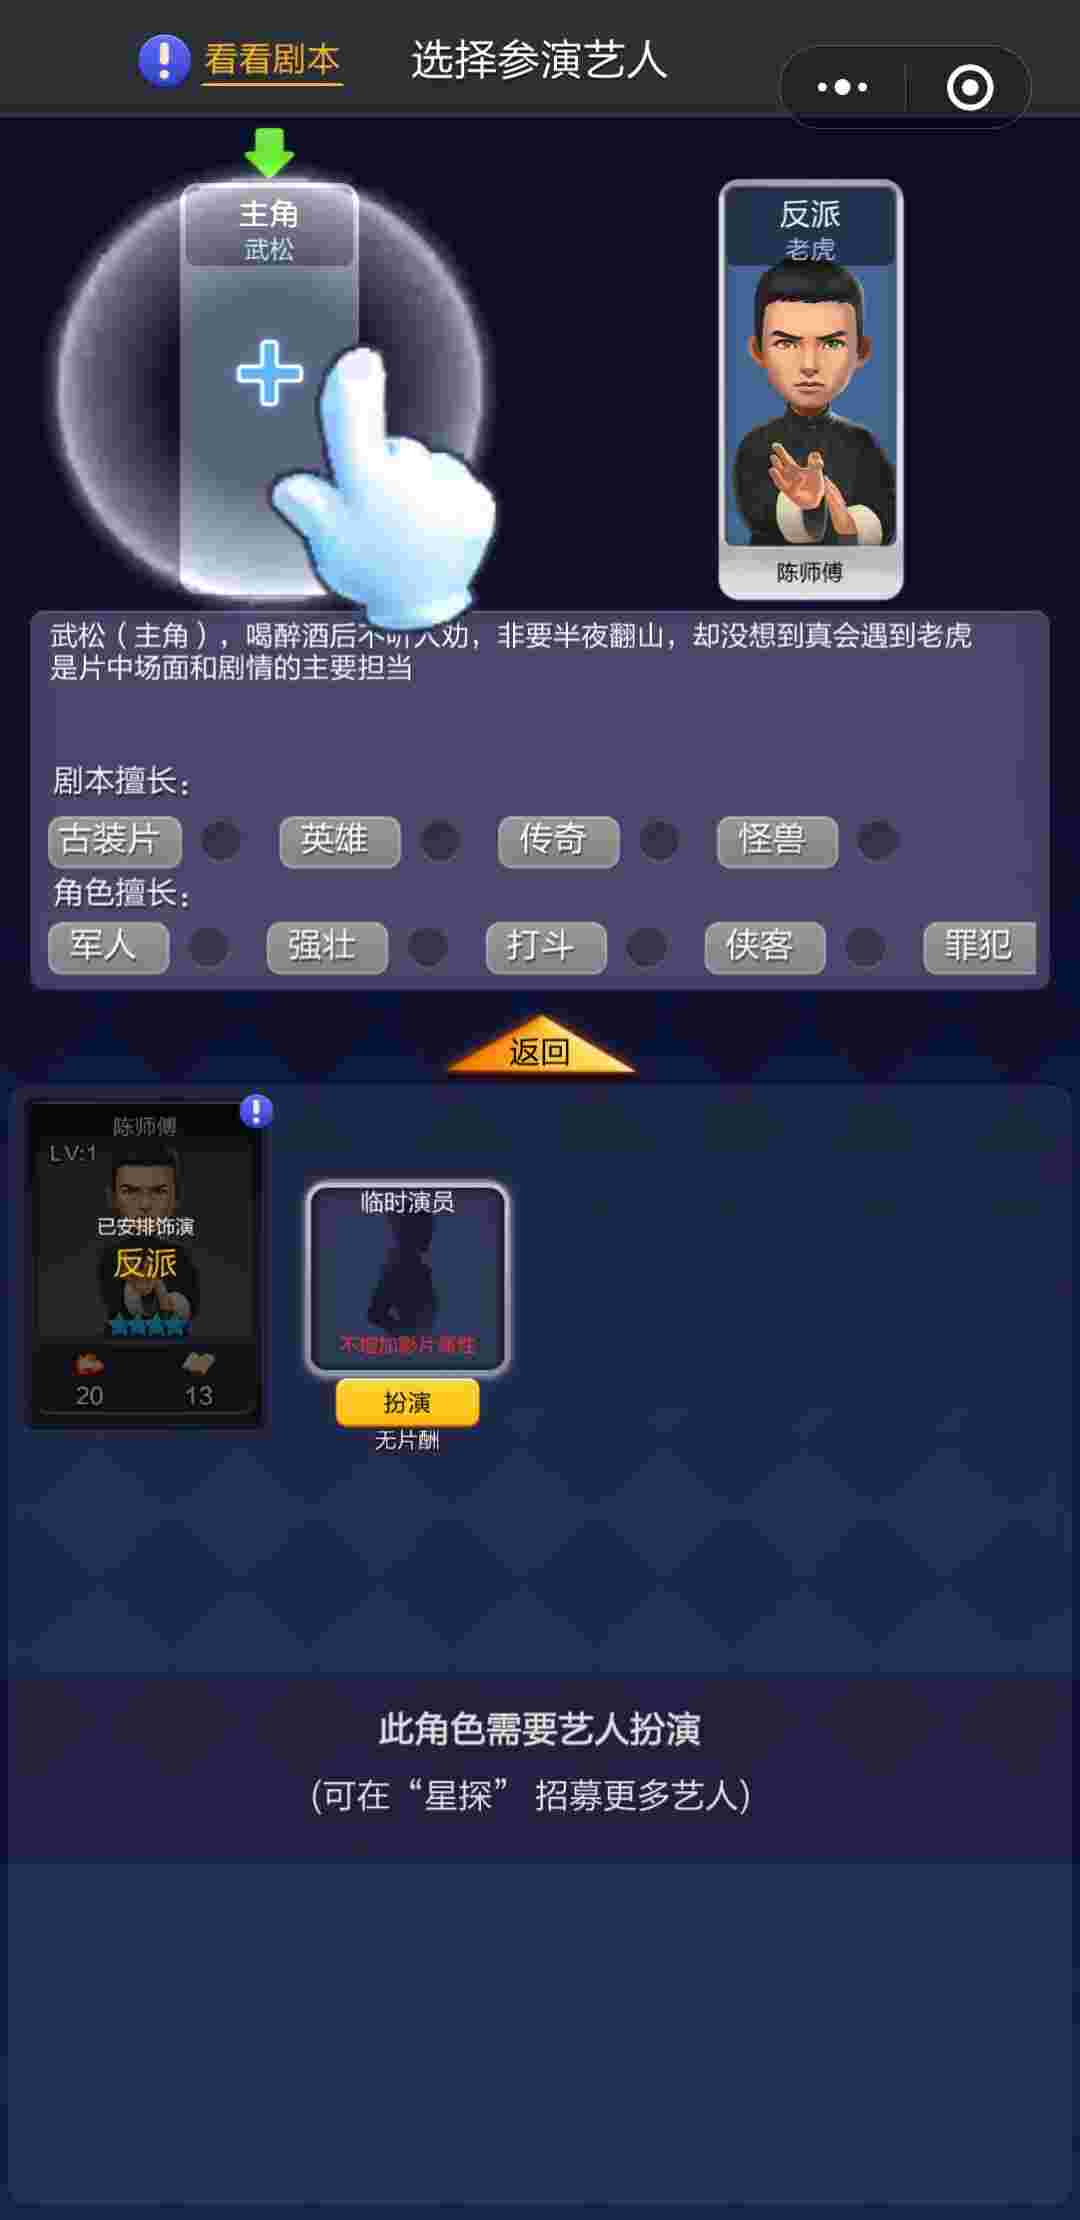 看看剧本
选择参演艺人
主角
武松
反派
老虎
陈师傅
武松（主角），喝醉酒后不听人劝，非要半夜翻山，却没想到真会遇到老虎
是片中场面和剧情的主要担当
剧本擅长：
古装片 英雄 传奇 怪兽
角色擅长：
军人 强壮 打斗 侠客 罪犯
返回
陈师傅
LV:1
已安排饰演
反派
20 13
临时演员
不增加影片属性
扮演
无片酬
此角色需要艺人扮演
(可在“星探” 招募更多艺人)